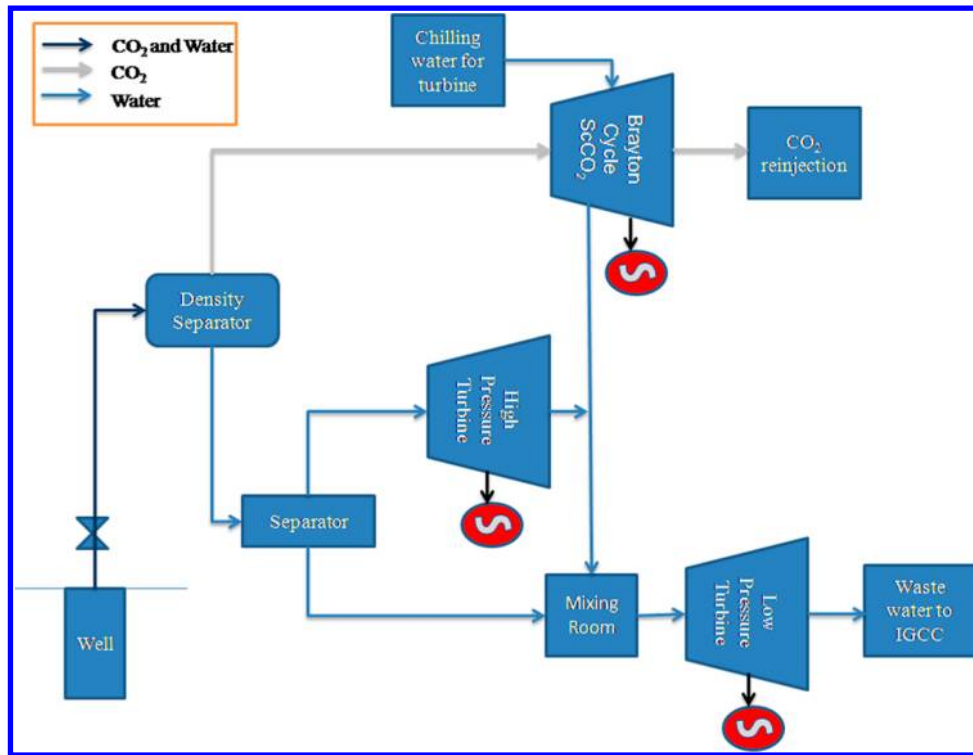 CO₂ and Water
CO₂
Water
Chilling
water for
turbine
Brayton
Cycle
ScCO₂
CO₂
reinjection
Density
Separator
High
Pressure
Turbine
Separator
S
S
Well
Mixing
Room
Low
Pressure
Turbine
Waste
water to
IGCC
S